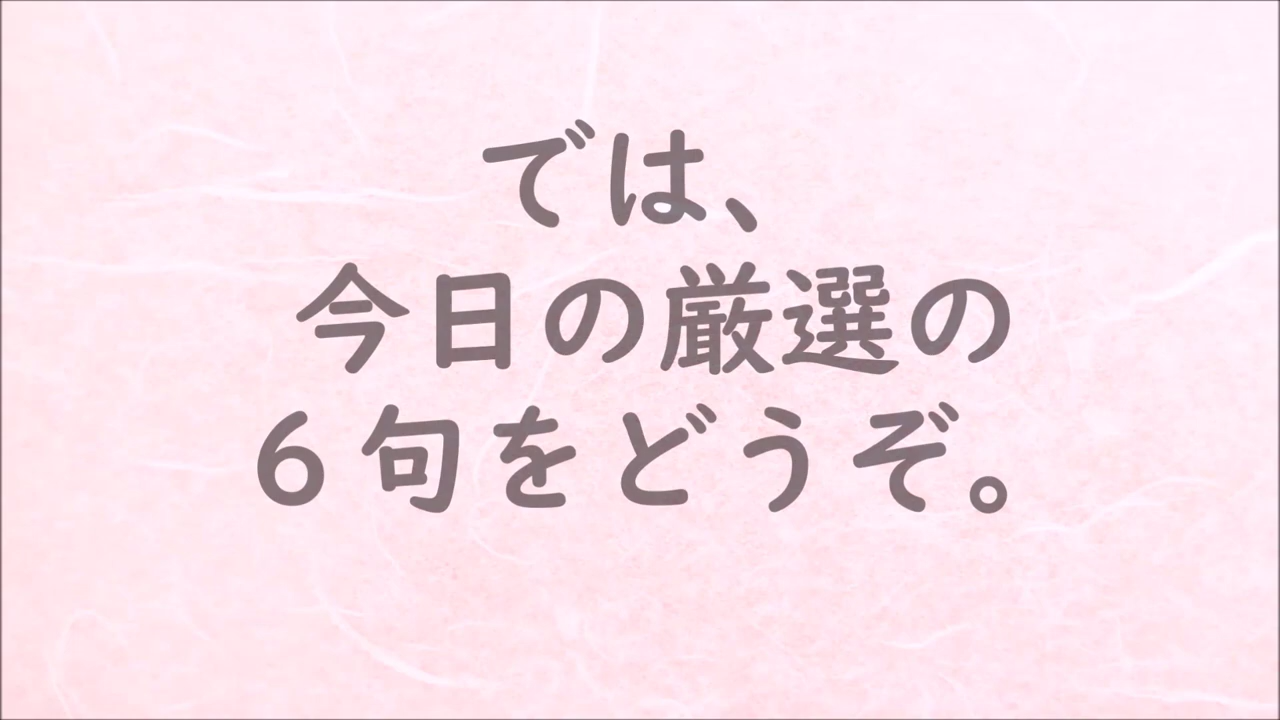 では、
今日の厳選の
６句をどうぞ。